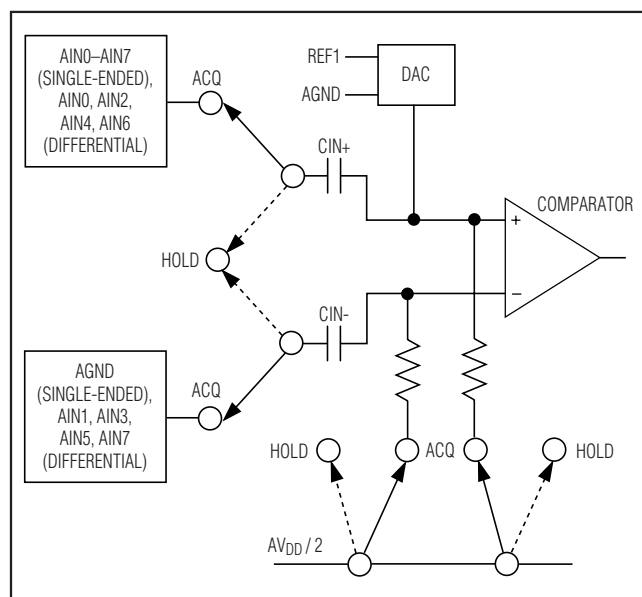 AIN0–AIN7
(SINGLE-ENDED),
AIN0, AIN2,
AIN4, AIN6
(DIFFERENTIAL)
ACQ
REF1
AGND
DAC
CIN+
COMPARATOR
+
−
HOLD
CIN-
AGND
(SINGLE-ENDED),
AIN1, AIN3,
AIN5, AIN7
(DIFFERENTIAL)
ACQ
HOLD
ACQ
HOLD
AVDD / 2